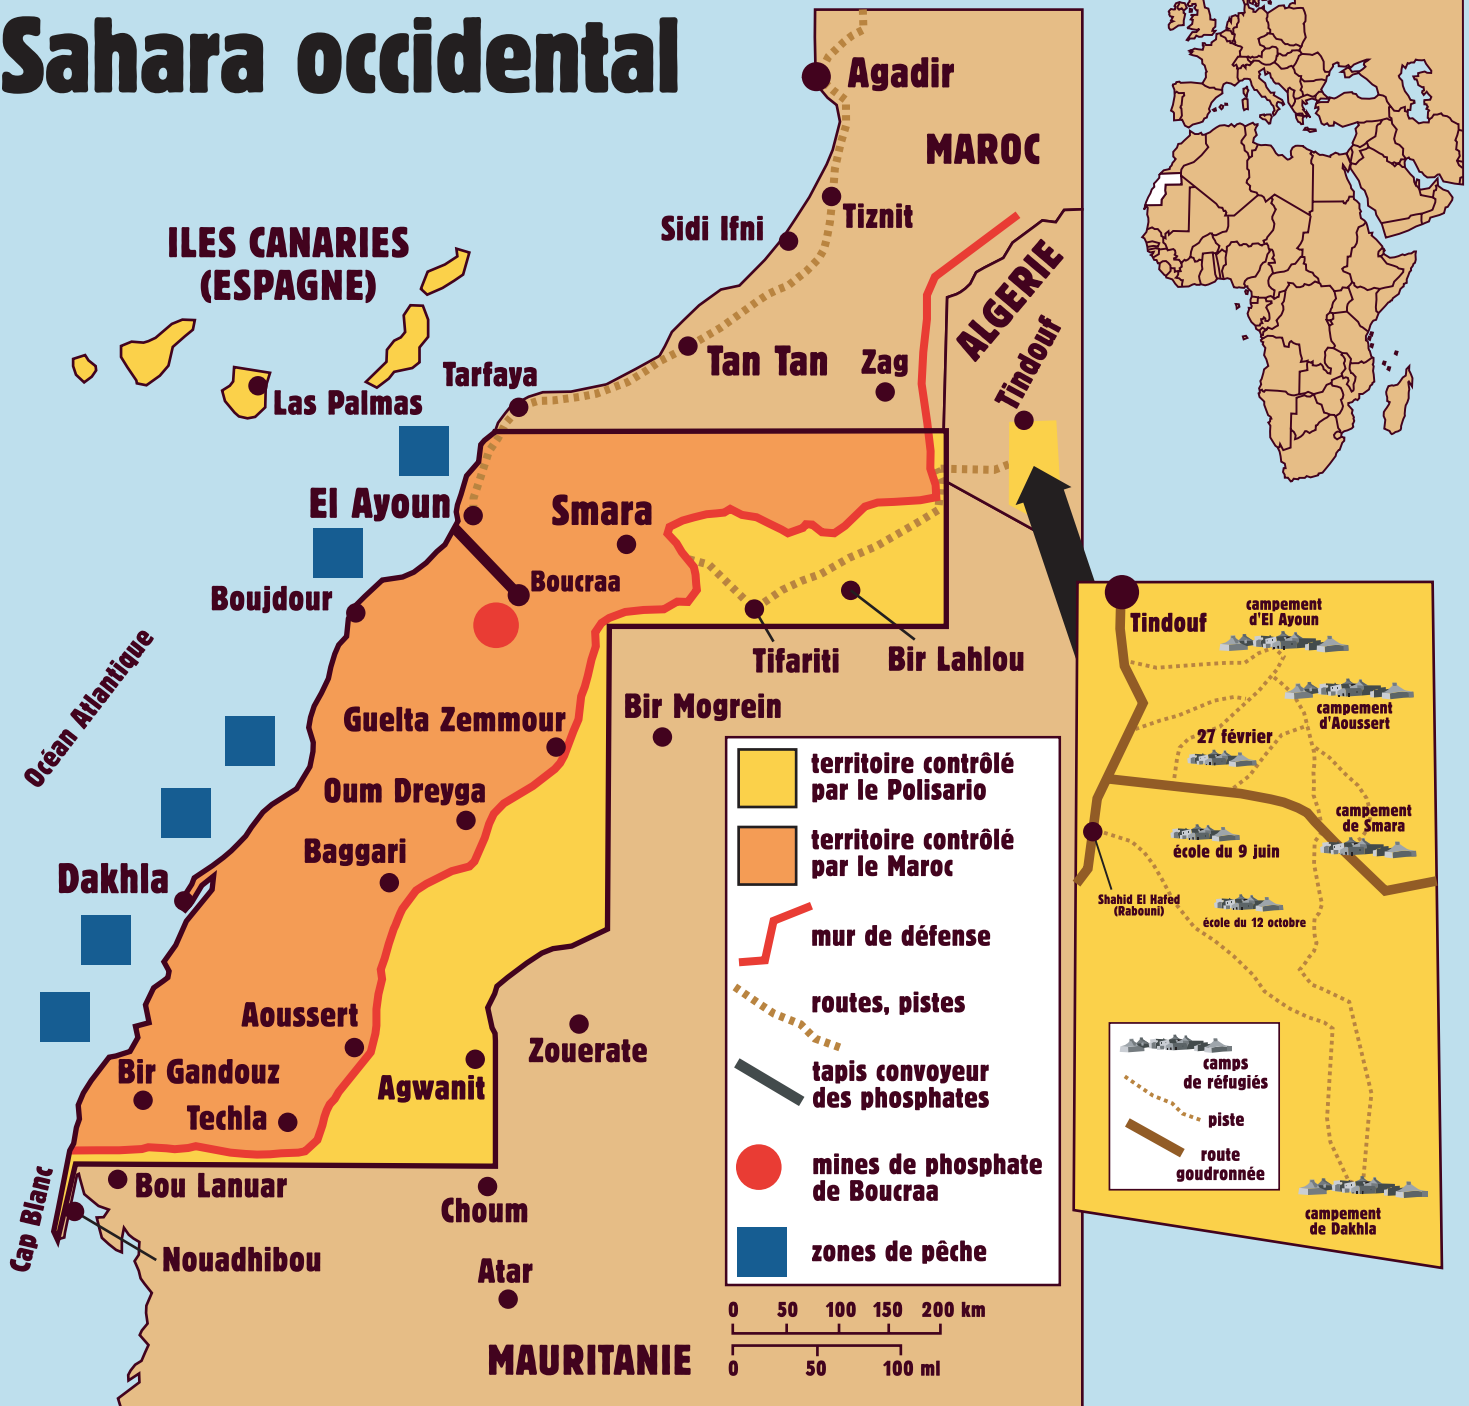 Sahara occidental
Agadir
MAROC
Tiznit
Sidi Ifni
ILES CANARIES
(ESPAGNE)
ALGERIE
Tindouf
Tan Tan
Zag
Tarfaya
Las Palmas
El Ayoun
Smara
Boucraa
Boujdour
Océan Atlantique
Tifariti
Bir Lahlou
Bir Mogrein
Guelta Zemmour
Oum Dreyga
Baggari
Dakhla
Aoussert
Zouerate
Bir Gandouz
Agwanit
Techla
Cap Blanc
Bou Lanuar
Choum
Nouadhibou
Atar
MAURITANIE
territoire contrôlé
par le Polisario
territoire contrôlé
par le Maroc
mur de défense
routes, pistes
tapis convoyeur
des phosphates
mines de phosphate
de Boucraa
zones de pêche
0 50 100 150 200 km
0 50 100 ml
Tindouf
campement
d'El Ayoun
campement
d'Aoussert
27 février
campement
de Smara
école du 9 juin
Shahid El Hafed
(Rabouni)
école du 12 octobre
camps
de réfugiés
piste
route
goudronnée
campement
de Dakhla